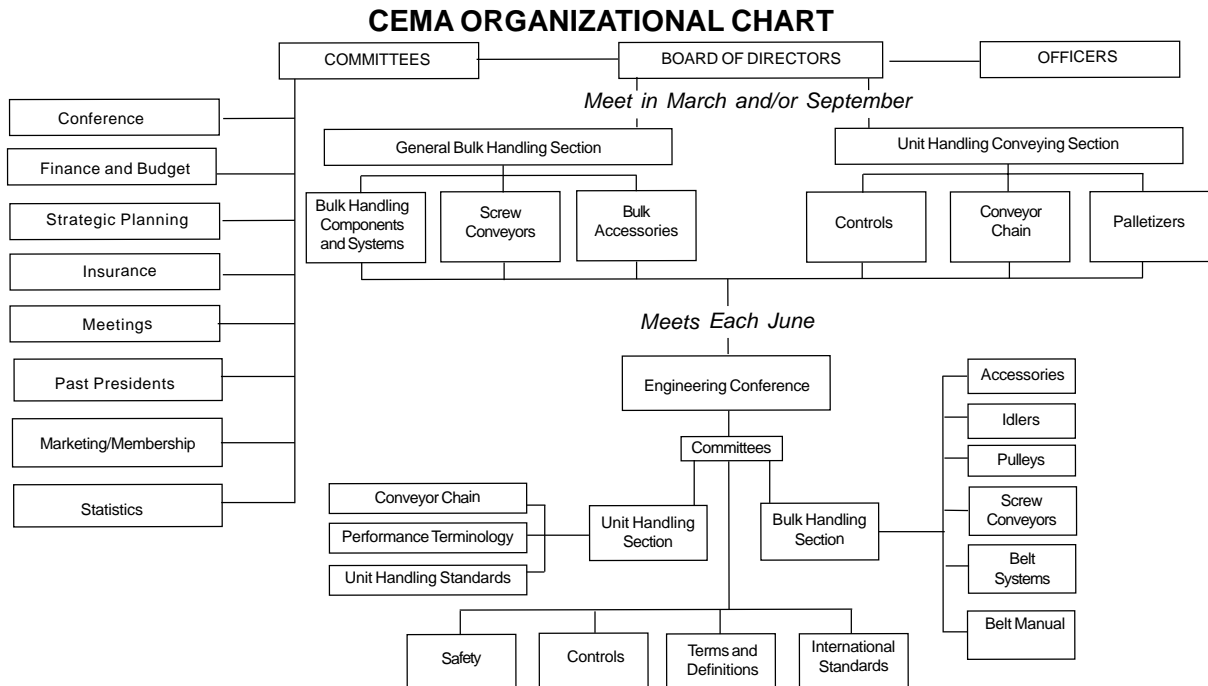 CEMA ORGANIZATIONAL CHART
COMMITTEES
BOARD OF DIRECTORS
OFFICERS
Meet in March and/or September
Conference
Finance and Budget
Strategic Planning
Insurance
Meetings
Past Presidents
Marketing/Membership
Statistics
General Bulk Handling Section
Unit Handling Conveying Section
Bulk Handling
Components
and Systems
Screw
Conveyors
Bulk
Accessories
Controls
Conveyor
Chain
Palletizers
Meets Each June
Engineering Conference
Committees
Conveyor Chain
Performance Terminology
Unit Handling Standards
Unit Handling
Section
Bulk Handling
Section
Accessories
Idlers
Pulleys
Screw
Conveyors
Belt
Systems
Belt Manual
Safety
Controls
Terms and
Definitions
International
Standards